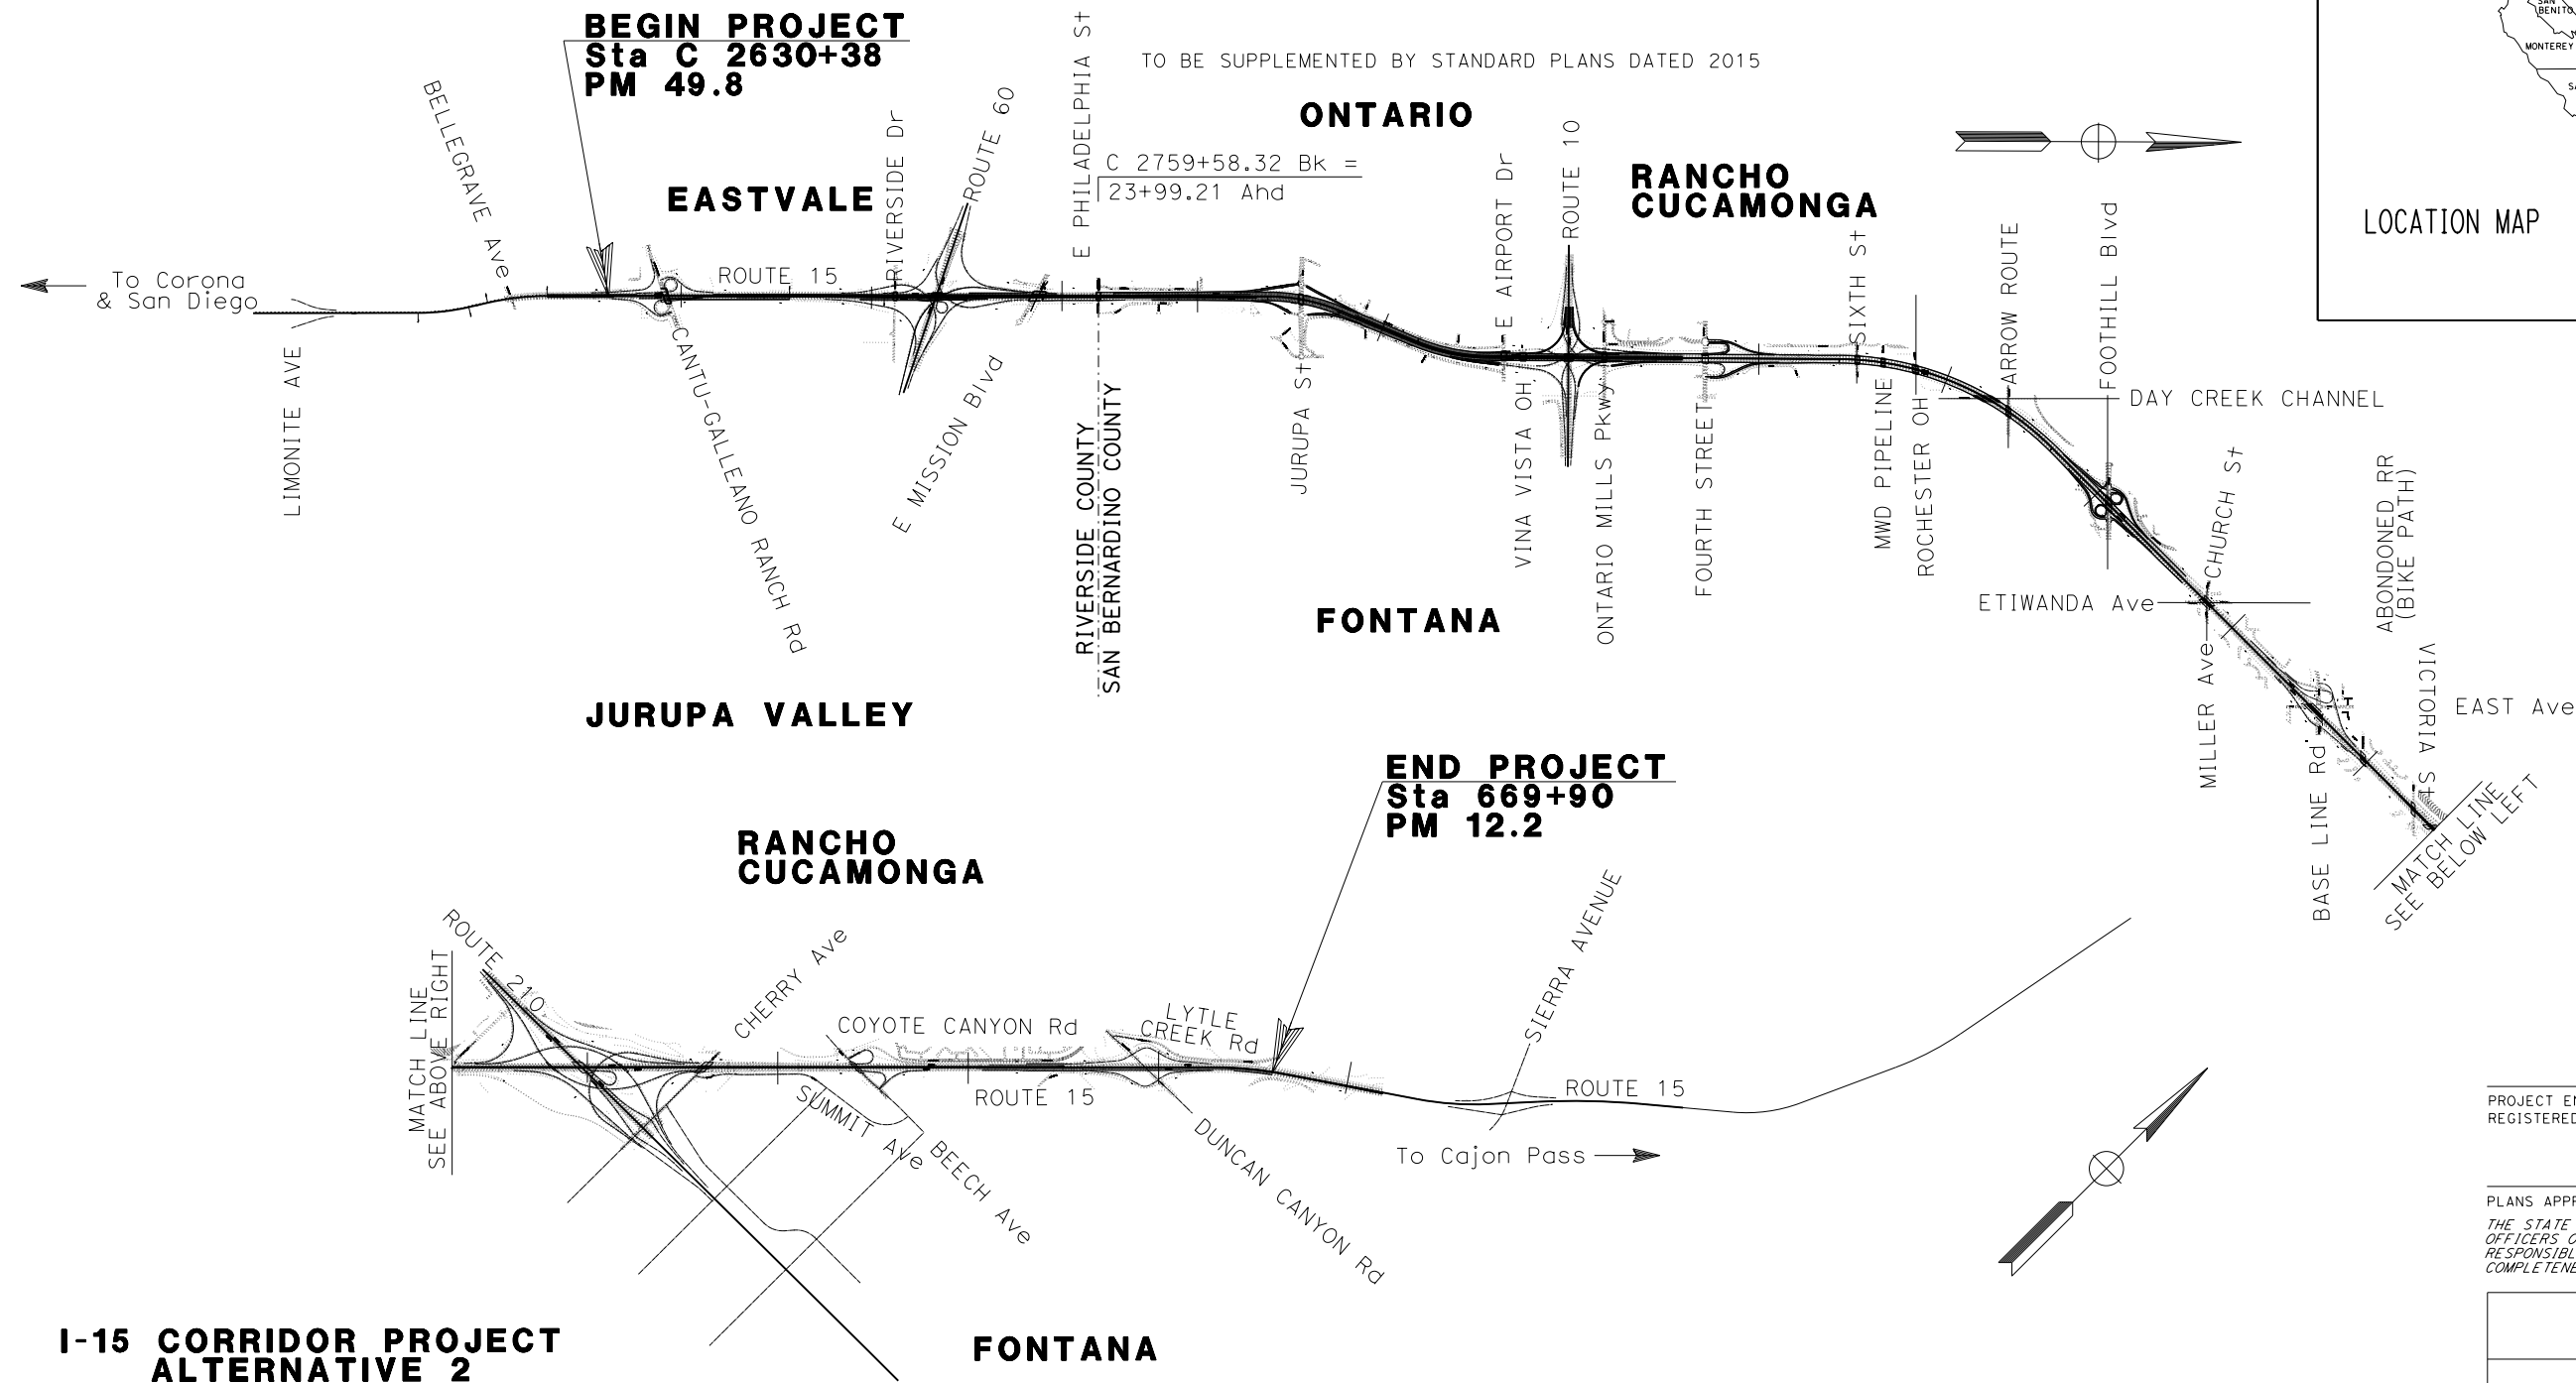 BEGIN PROJECT
Sta C 2630+38
PM 49.8
TO BE SUPPLEMENTED BY STANDARD PLANS DATED 2015
BELLEGRAVE Ave
EASTVALE
RIVERSIDE Dr
ROUTE 60
E PHILADELPHIA St
C 2759+58.32 Bk =
23+99.21 Ahd
ONTARIO
E AIRPORT Dr
ROUTE 10
RANCHO
CUCAMONGA
SIXTH St
ARROW ROUTE
FOOTHILL Blvd
BENITO
MONTEREY
LOCATION MAP
To Corona
& San Diego
ROUTE 15
LIMONITE AVE
CANTU-GALLEANO RANCH Rd
E MISSION Blvd
RIVERSIDE COUNTY
SAN BERNARDINO COUNTY
JURUPA St
VINA VISTA OH
ONTARIO MILLS Pkwy
FOURTH STREET
MWD PIPELINE
ROCHESTER OH
DAY CREEK CHANNEL
CHURCH St
ETIWANDA Ave
MILLER Ave
ABONDONED RR
(BIKE PATH)
VICTORIA St
EAST Ave
BASE LINE Rd
MATCH LINE
SEE BELOW LEFT
FONTANA
JURUPA VALLEY
END PROJECT
Sta 669+90
PM 12.2
RANCHO
CUCAMONGA
ROUTE 210
MATCH LINE
SEE ABOVE RIGHT
CHERRY Ave
COYOTE CANYON Rd
LYTLE
CREEK Rd
SIERRA AVENUE
ROUTE 15
SUMMIT Ave
BEECH Ave
DUNCAN CANYON Rd
ROUTE 15
To Cajon Pass
PROJECT
REGISTERED
PLANS
THE STATE
OFFICERS
I-15 CORRIDOR PROJECT
ALTERNATIVE 2
FONTANA